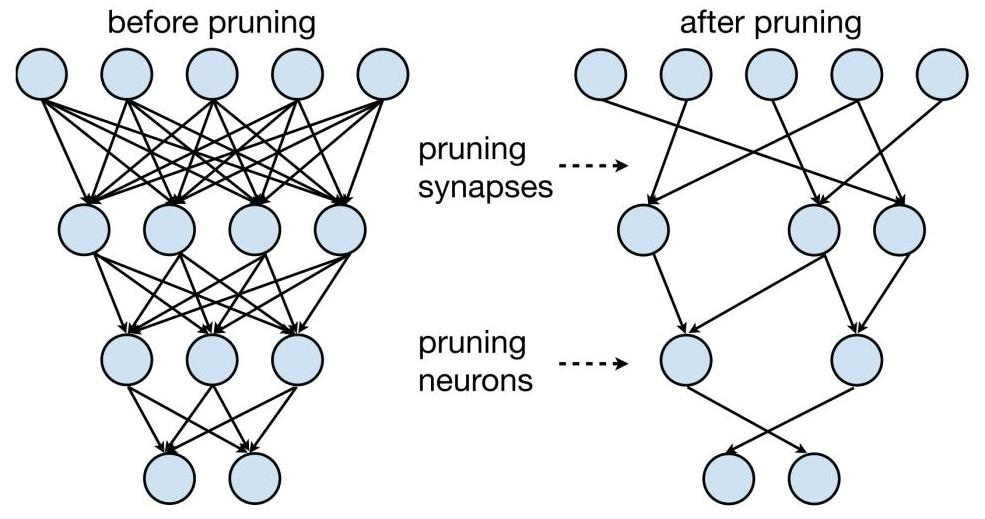 before pruning
after pruning
pruning
synapses
pruning
neurons